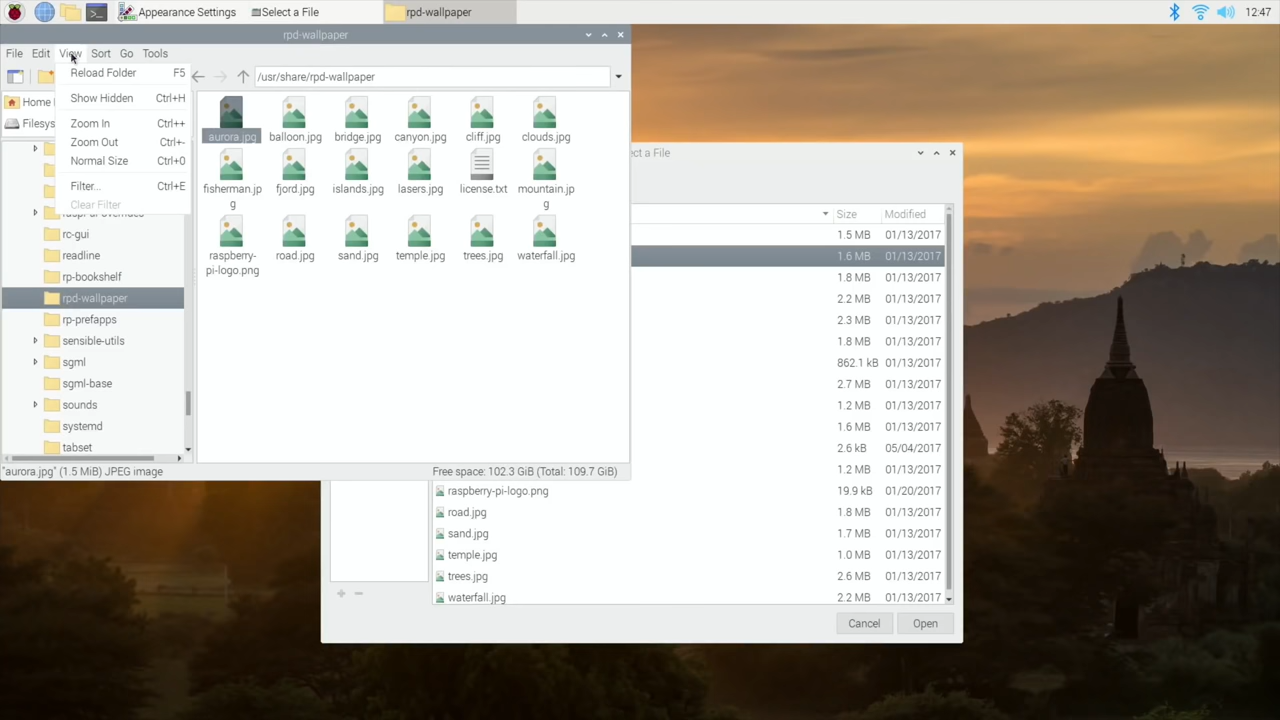 Appearance Settings
Select a File
rpd-wallpaper
12:47
rpd-wallpaper
File Edit View Sort Go Tools
Reload Folder F5
Show Hidden Ctrl+H
Zoom In Ctrl++
Zoom Out Ctrl+-
Normal Size Ctrl+0
Filter... Ctrl+E
Clear Filter
/usr/share/rpd-wallpaper
Home
Filesys
rc-gui
readline
rp-bookshelf
rpd-wallpaper
rp-prefapps
sensible-utils
sgml
sgml-base
sounds
systemd
tabset
aurora.jpg balloon.jpg bridge.jpg canyon.jpg cliff.jpg clouds.jpg
fisherman.jp
g
fjord.jpg islands.jpg lasers.jpg license.txt
mountain.jp
g
raspberry-
pi-logo.png
road.jpg sand.jpg temple.jpg trees.jpg waterfall.jpg
"aurora.jpg" (1.5 MiB) JPEG image
Free space: 102.3 GiB (Total: 109.7 GiB)
ct a File
Size Modified
1.5 MB 01/13/2017
1.6 MB 01/13/2017
1.8 MB 01/13/2017
2.2 MB 01/13/2017
2.3 MB 01/13/2017
1.8 MB 01/13/2017
862.1 kB 01/13/2017
2.7 MB 01/13/2017
1.2 MB 01/13/2017
1.6 MB 01/13/2017
2.6 kB 05/04/2017
1.2 MB 01/13/2017
raspberry-pi-logo.png 19.9 kB 01/20/2017
road.jpg 1.8 MB 01/13/2017
sand.jpg 1.7 MB 01/13/2017
temple.jpg 1.0 MB 01/13/2017
trees.jpg 2.6 MB 01/13/2017
waterfall.jpg 2.2 MB 01/13/2017
Cancel Open